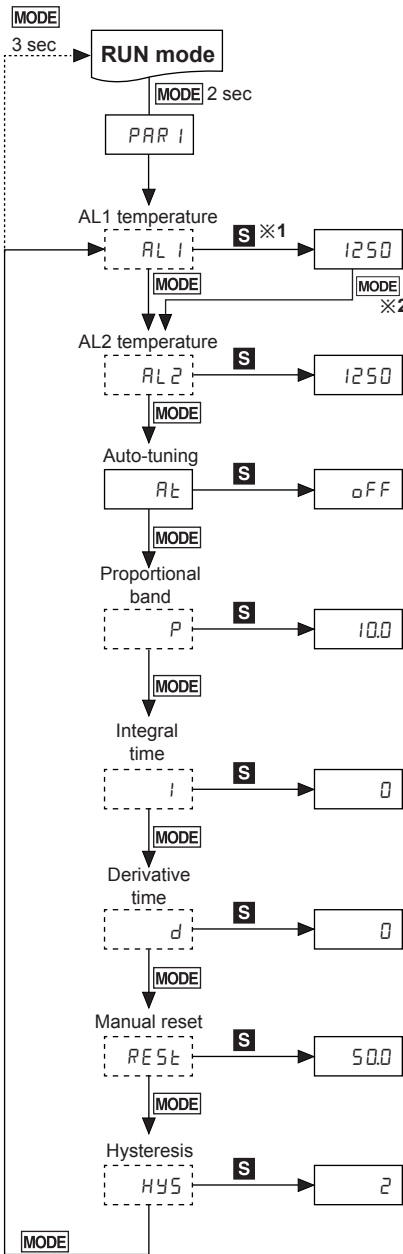 MODE
3 sec
RUN mode
MODE 2 sec
PAR1
AL1 temperature
AL1
S ※1
1250
MODE
MODE
※2
AL2 temperature
AL2
S
1250
MODE
Auto-tuning
At
S
oFF
MODE
Proportional
band
P
S
10.0
MODE
Integral
time
I
S
0
MODE
Derivative
time
d
S
0
MODE
Manual reset
RESt
S
50.0
MODE
Hysteresis
HYS
S
2
MODE